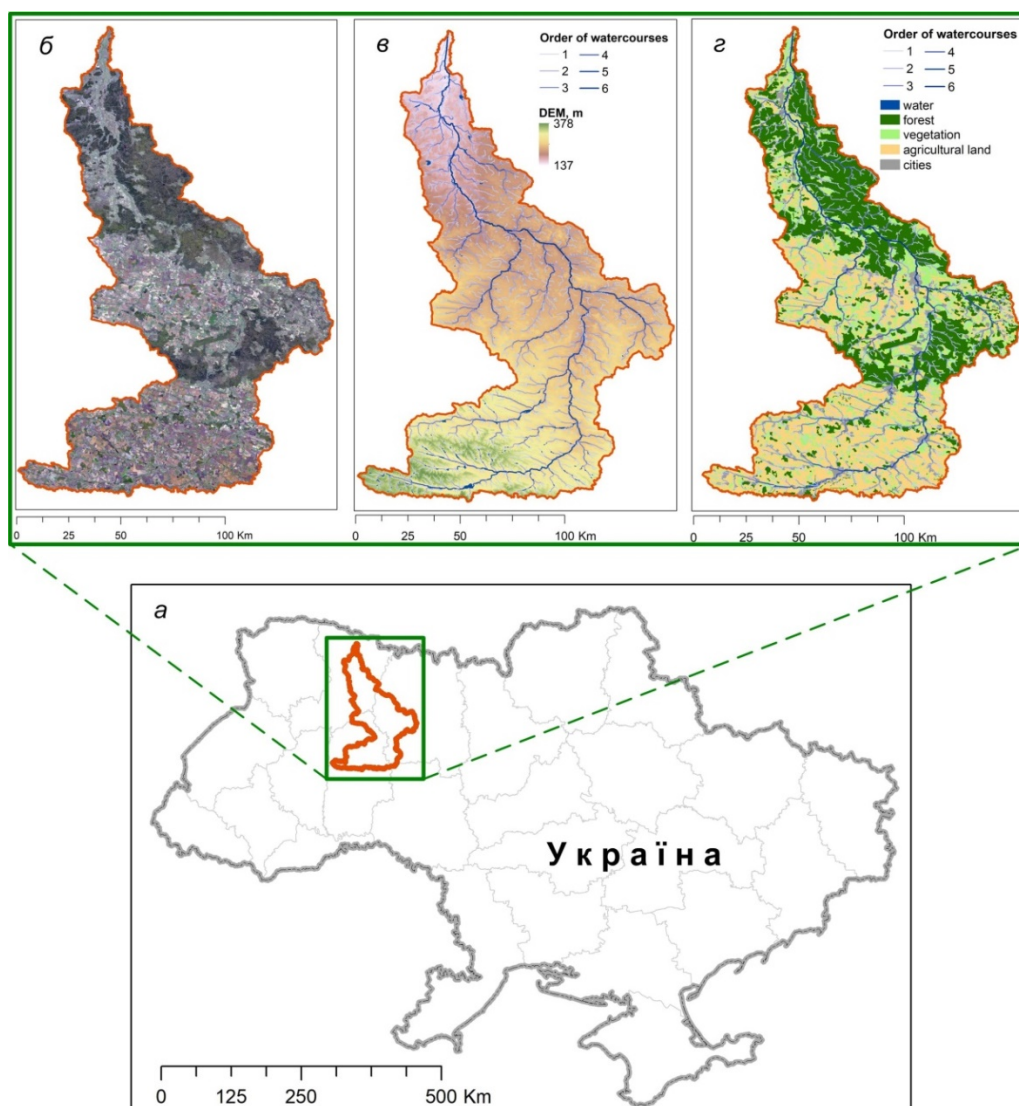 б
0 25 50 100 Km
в
Order of watercourses
1 4
2 5
3 6
DEM, m
378
137
0 25 50 100 Km
г
Order of watercourses
1 4
2 5
3 6
water
forest
vegetation
agricultural land
cities
0 25 50 100 Km
а
Україна
0 125 250 500 Km